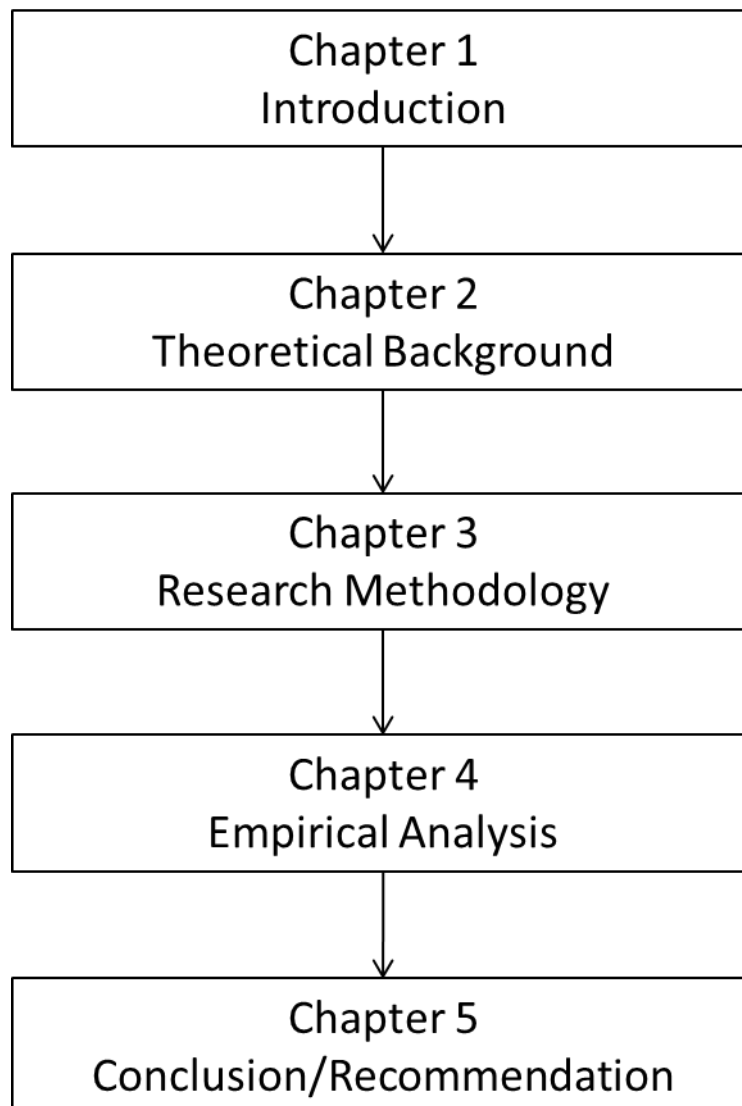 Chapter 1
Introduction
Chapter 2
Theoretical Background
Chapter 3
Research Methodology
Chapter 4
Empirical Analysis
Chapter 5
Conclusion/Recommendation